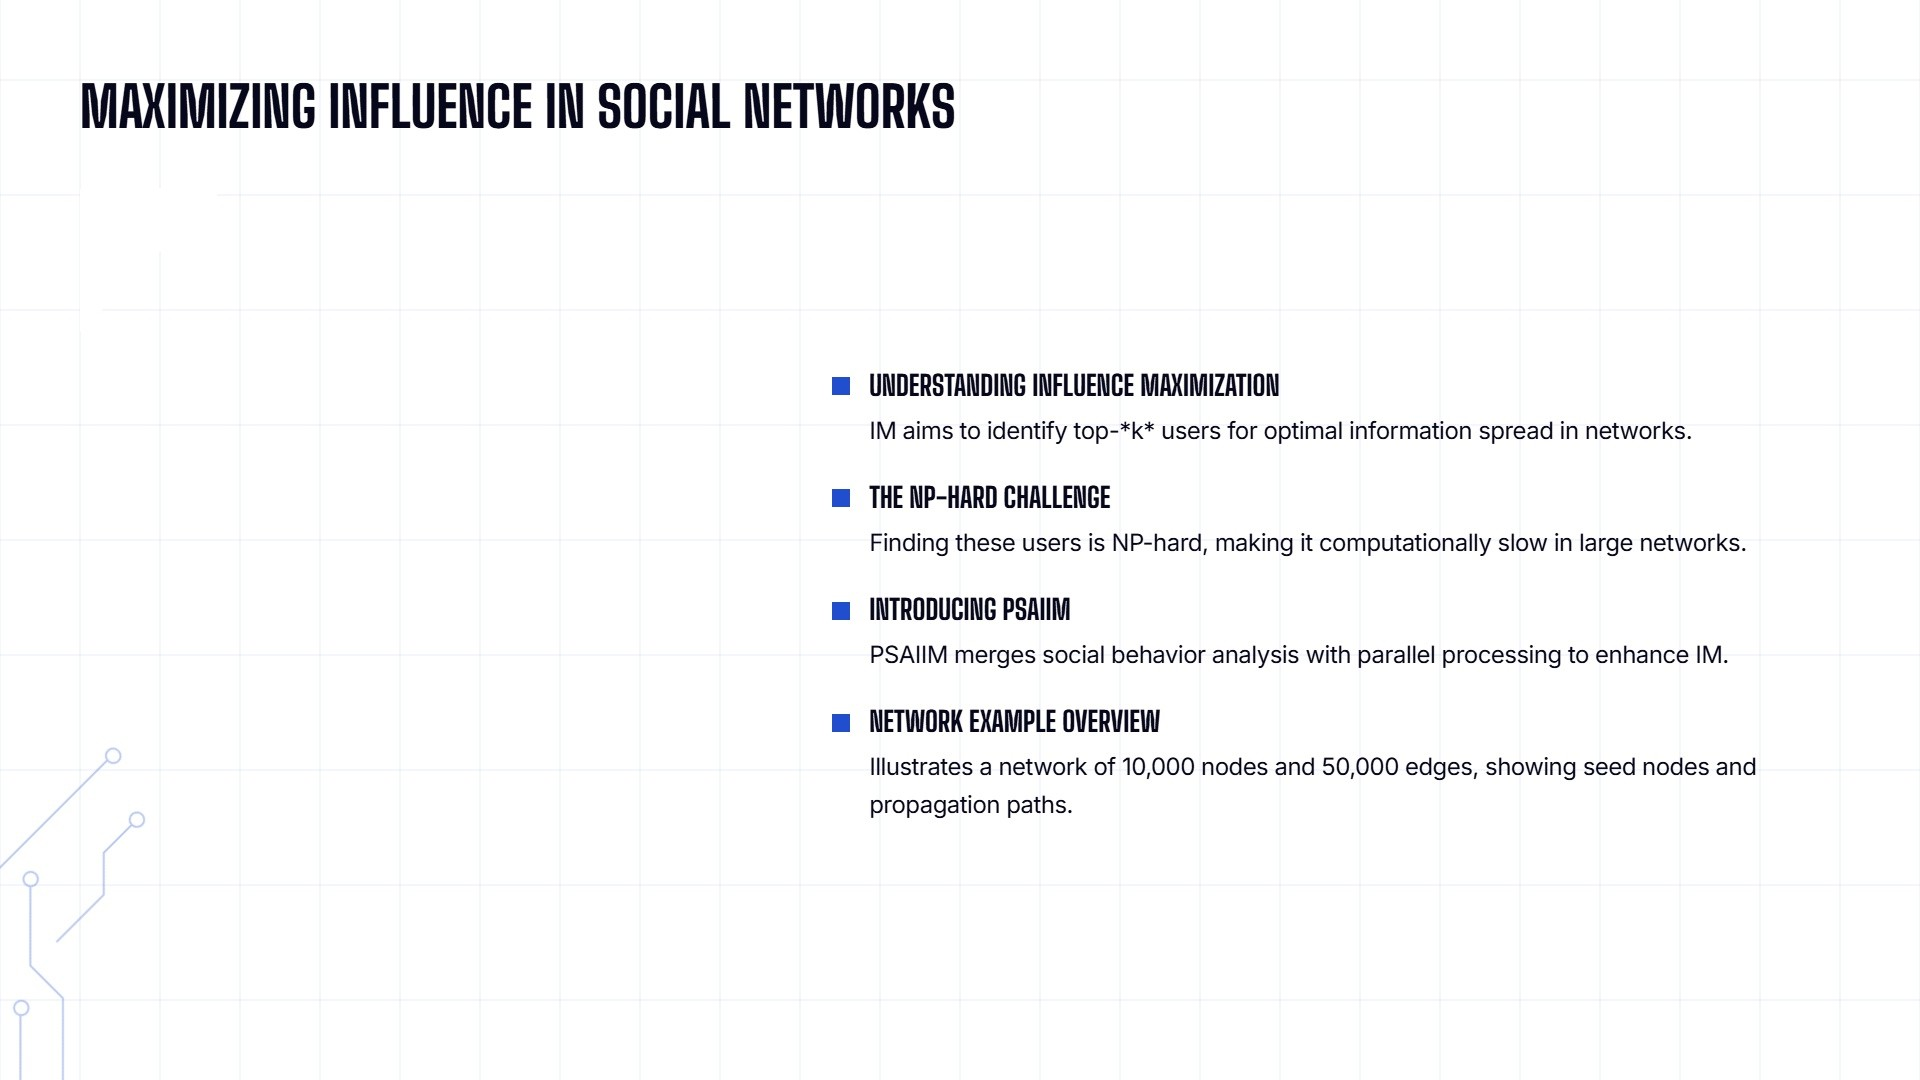 MAXIMIZING INFLUENCE IN SOCIAL NETWORKS
UNDERSTANDING INFLUENCE MAXIMIZATION
IM aims to identify top-*k* users for optimal information spread in networks.
THE NP-HARD CHALLENGE
Finding these users is NP-hard, making it computationally slow in large networks.
INTRODUCING PSAIIM
PSAIIM merges social behavior analysis with parallel processing to enhance IM.
NETWORK EXAMPLE OVERVIEW
Illustrates a network of 10,000 nodes and 50,000 edges, showing seed nodes and
propagation paths.